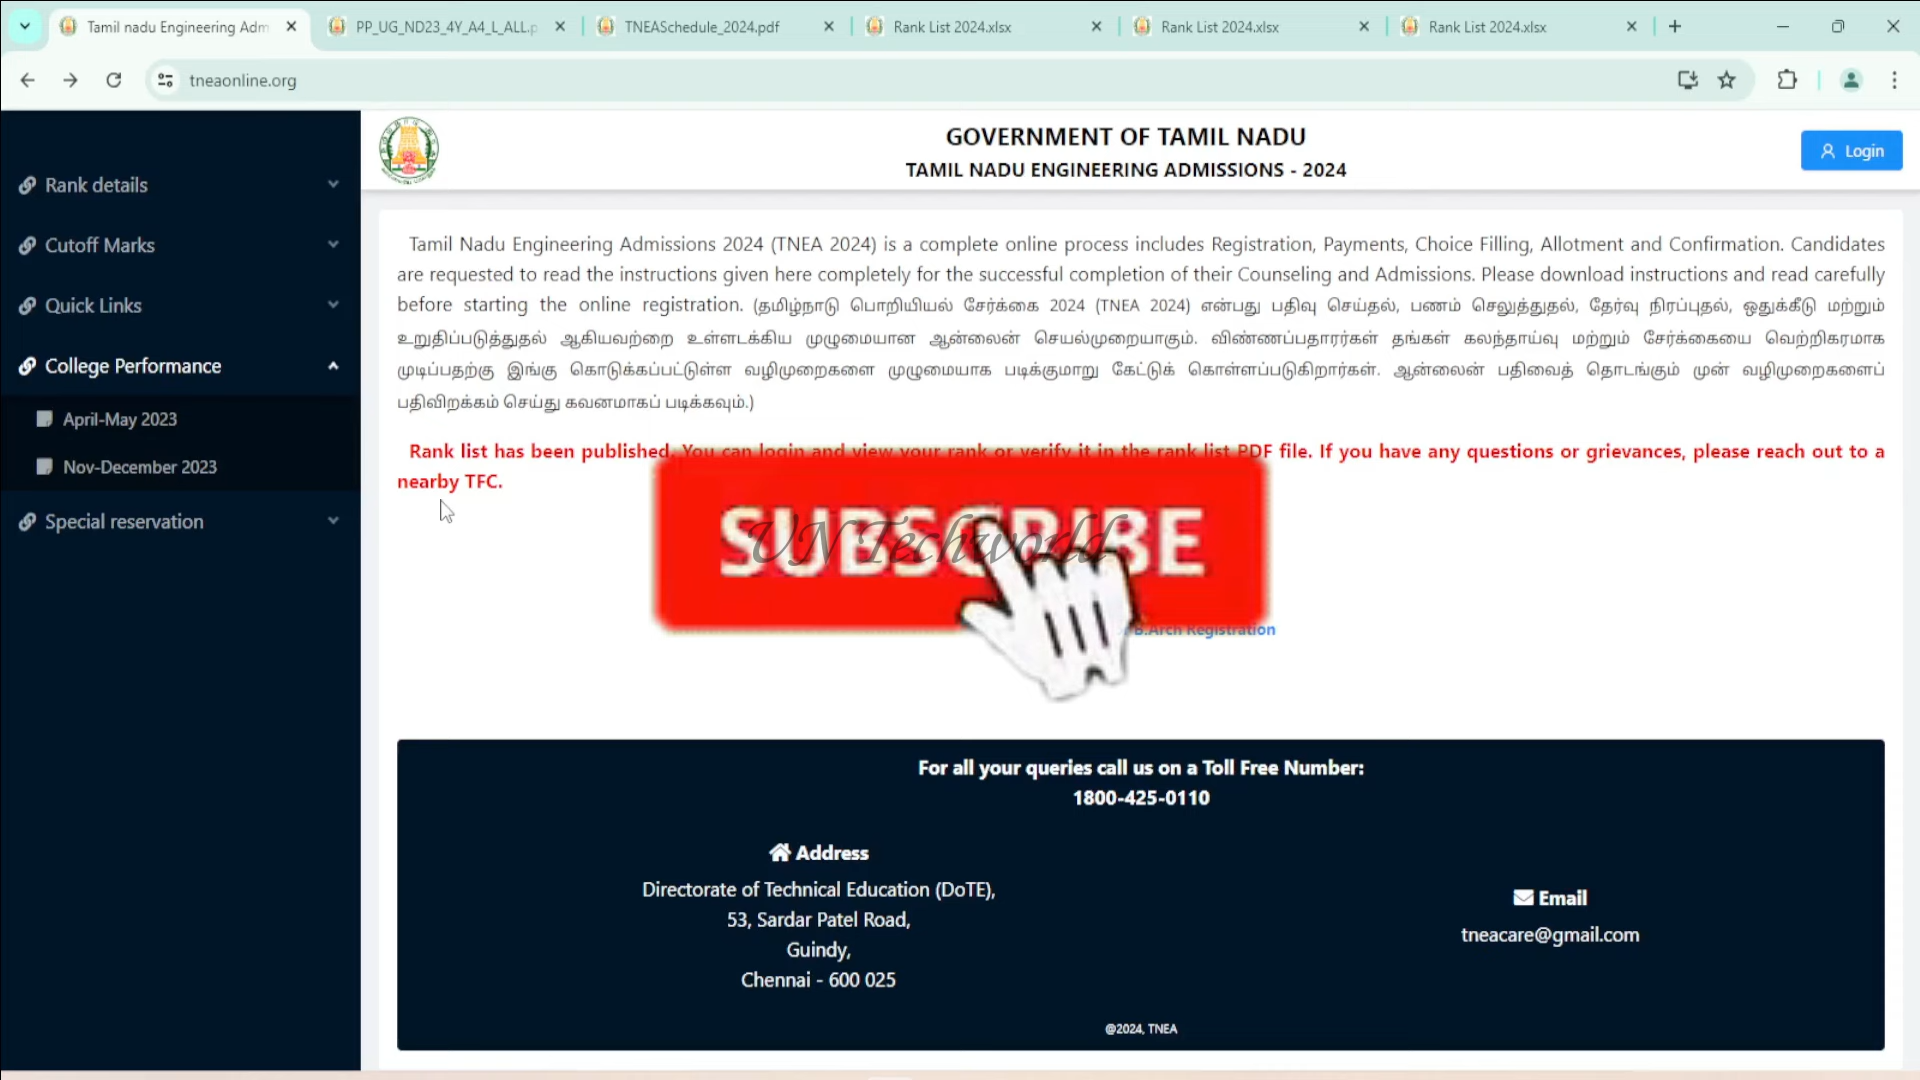 Tamil nadu Engineering Adm
PP_UG_ND23_4Y_A4_L_ALL.p
TNEASchedule_2024.pdf
Rank List 2024.xlsx
Rank List 2024.xlsx
Rank List 2024.xlsx
tneaonline.org
Rank details
Cutoff Marks
Quick Links
College Performance
April-May 2023
Nov-December 2023
Special reservation
GOVERNMENT OF TAMIL NADU
TAMIL NADU ENGINEERING ADMISSIONS - 2024
Login
Tamil Nadu Engineering Admissions 2024 (TNEA 2024) is a complete online process includes Registration, Payments, Choice Filling, Allotment and Confirmation. Candidates
are requested to read the instructions given here completely for the successful completion of their Counseling and Admissions. Please download instructions and read carefully
before starting the online registration. (தமிழ்நாடு பொறியியல் சேர்க்கை 2024 (TNEA 2024) என்பது பதிவு செய்தல், பணம் செலுத்துதல், தேர்வு நிரப்புதல், ஒதுக்கீடு மற்றும்
உறுதிப்படுத்துதல் ஆகியவற்றை உள்ளடக்கிய முழுமையான ஆன்லைன் செயல்முறையாகும். விண்ணப்பதாரர்கள் தங்கள் கலந்தாய்வு மற்றும் சேர்க்கையை வெற்றிகரமாக
முடிப்பதற்கு இங்கு கொடுக்கப்பட்டுள்ள வழிமுறைகளை முழுமையாக படிக்குமாறு கேட்டுக் கொள்ளப்படுகிறார்கள். ஆன்லைன் பதிவைத் தொடங்கும் முன் வழிமுறைகளைப்
பதிவிறக்கம் செய்து கவனமாகப் படிக்கவும்.)
Rank list has been published. You can login and view your rank or verify it in the rank list PDF file. If you have any questions or grievances, please reach out to a
nearby TFC.
SUBSCRIBE
UN Techworld
B.Arch Registration
For all your queries call us on a Toll Free Number:
1800-425-0110
Address
Directorate of Technical Education (DoTE),
53, Sardar Patel Road,
Guindy,
Chennai - 600 025
Email
tneacare@gmail.com
@2024, TNEA